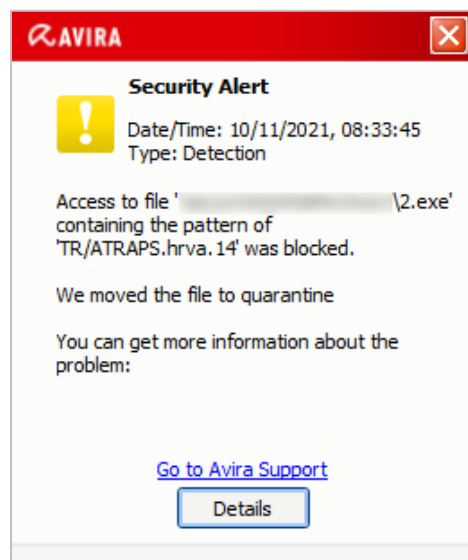 AVIRA
Security Alert
Date/Time: 10/11/2021, 08:33:45
Type: Detection
Access to file ' \2.exe'
containing the pattern of
'TR/ATRAPS.hrva.14' was blocked.
We moved the file to quarantine
You can get more information about the
problem:
Go to Avira Support
Details